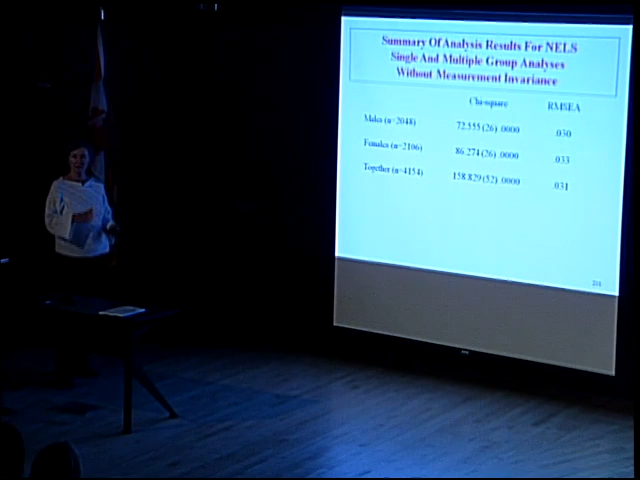 Summary Of Analysis Results For NELS
Single And Multiple Group Analyses
Without Measurement Invariance
Chi-square RMSEA
Males (n=2048) 72.555 (26) .0000 .030
Females (n=2106) 86.274 (26) .0000 .033
Together (n=4154) 158.829 (52) .0000 .031